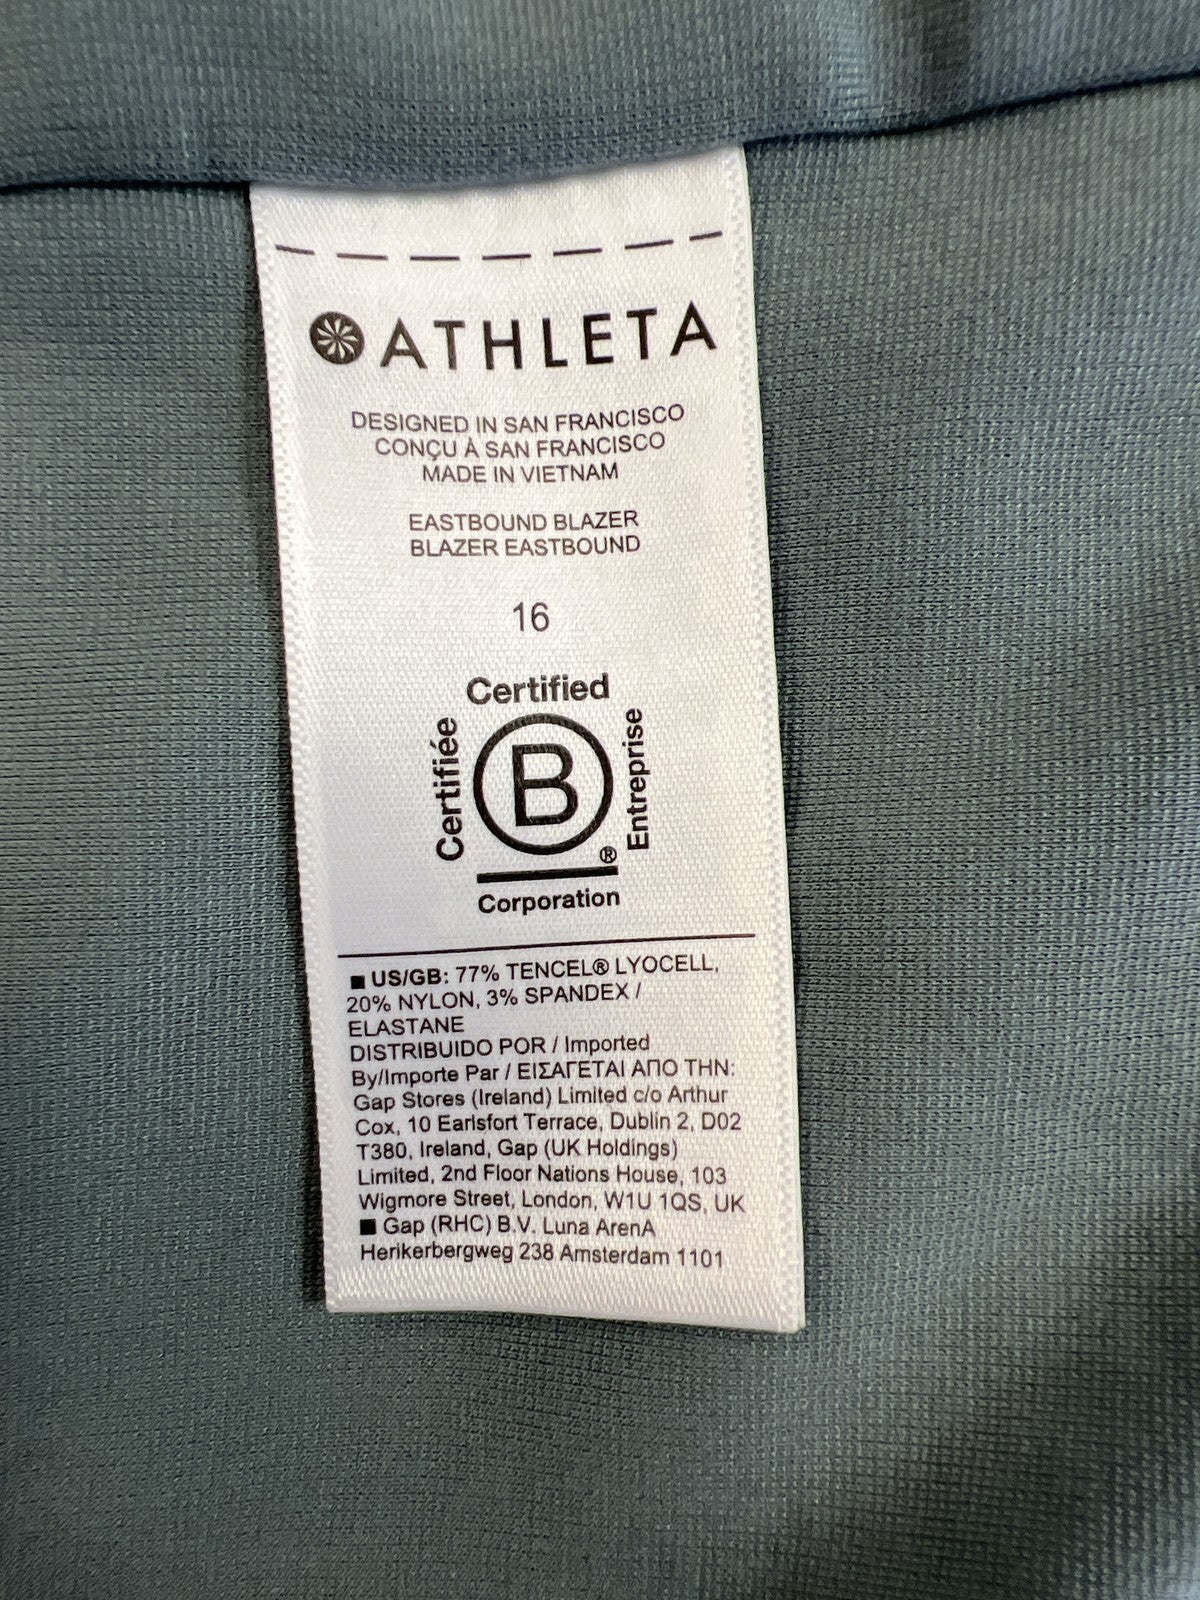 ATHLETA
DESIGNED IN SAN FRANCISCO
CONÇU À SAN FRANCISCO
MADE IN VIETNAM
EASTBOUND BLAZER
BLAZER EASTBOUND
16
Certified
Certifiée
B
Entreprise
®
Corporation
■ US/GB: 77% TENCEL® LYOCELL,
20% NYLON, 3% SPANDEX /
ELASTANE
DISTRIBUIDO POR / Imported
By/Importe Par / ΕΙΣΑΓΕΤΑΙ ΑΠΟ ΤΗΝ:
Gap Stores (Ireland) Limited c/o Arthur
Cox, 10 Earlsfort Terrace, Dublin 2, D02
T380, Ireland, Gap (UK Holdings)
Limited, 2nd Floor Nations House, 103
Wigmore Street, London, W1U 1QS, UK
■ Gap (RHC) B.V. Luna ArenA
Herikerbergweg 238 Amsterdam 1101